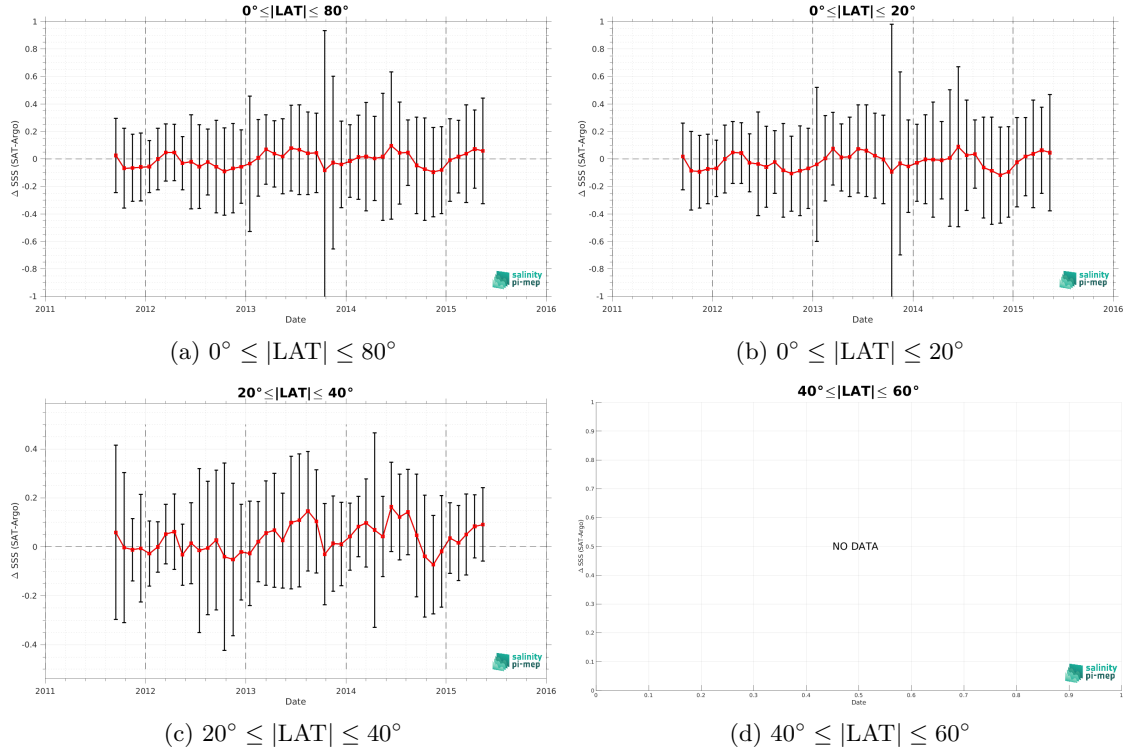 0°≤|LAT|≤ 80°
1
0.8
0.6
0.4
0.2
0
-0.2
-0.4
-0.6
-0.8
-1
Δ SSS (SAT-Argo)
2011 2012 2013 2014 2015 2016
Date
salinity
pi-mep
(a) 0° ≤ |LAT| ≤ 80°
0°≤|LAT|≤ 20°
1
0.8
0.6
0.4
0.2
0
-0.2
-0.4
-0.6
-0.8
-1
Δ SSS (SAT-Argo)
2011 2012 2013 2014 2015 2016
Date
salinity
pi-mep
(b) 0° ≤ |LAT| ≤ 20°
20°≤|LAT|≤ 40°
0.4
0.2
0
-0.2
-0.4
Δ SSS (SAT-Argo)
2011 2012 2013 2014 2015 2016
Date
salinity
pi-mep
(c) 20° ≤ |LAT| ≤ 40°
40°≤|LAT|≤ 60°
1
0.9
0.8
0.7
0.6
0.5
0.4
0.3
0.2
0.1
0
Δ SSS (SAT-Argo)
NO DATA
0 0.1 0.2 0.3 0.4 0.5 0.6 0.7 0.8 0.9 1
Date
salinity
pi-mep
(d) 40° ≤ |LAT| ≤ 60°